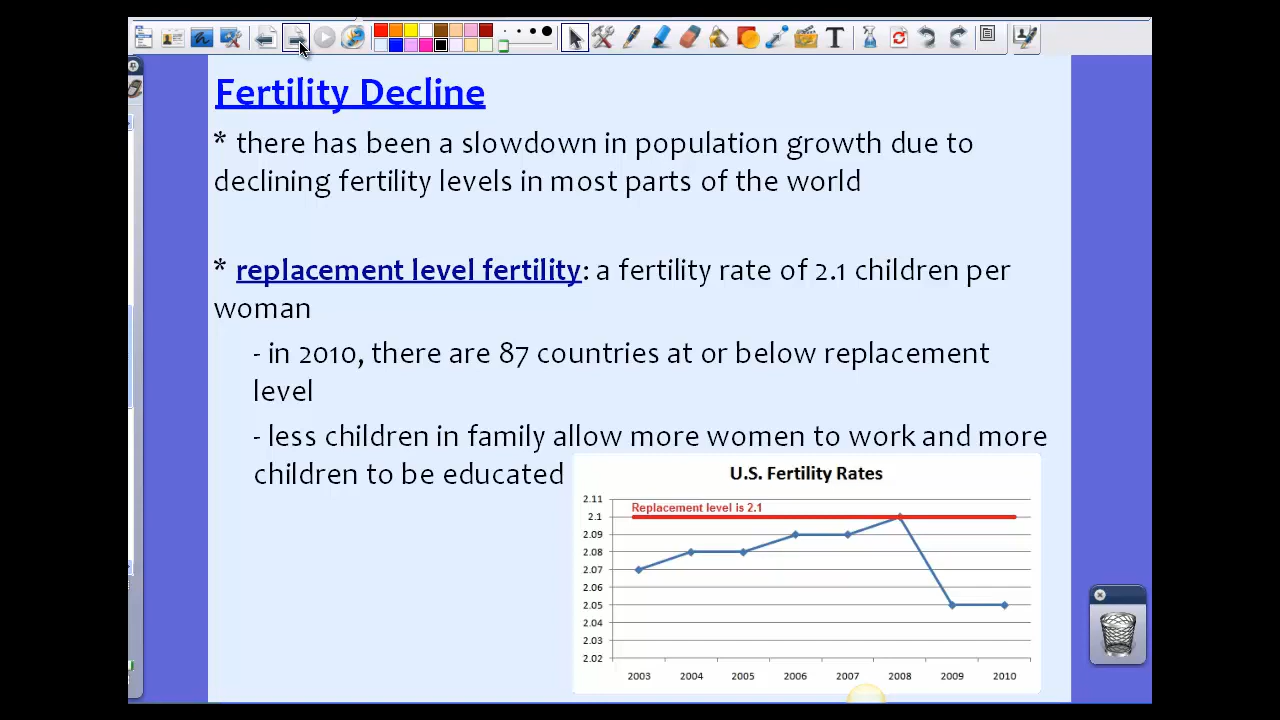 Fertility Decline
* there has been a slowdown in population growth due to
declining fertility levels in most parts of the world
* replacement level fertility: a fertility rate of 2.1 children per
woman
- in 2010, there are 87 countries at or below replacement
level
- less children in family allow more women to work and more
children to be educated
U.S. Fertility Rates
Replacement level is 2.1
2.11
2.1
2.09
2.08
2.07
2.06
2.05
2.04
2.03
2.02
2003 2004 2005 2006 2007 2008 2009 2010